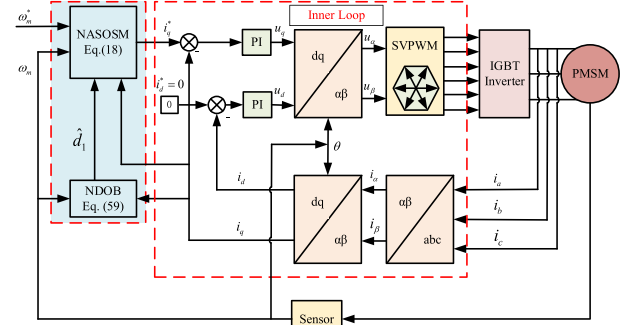 Inner Loop
ω*m
NASOSM
Eq.(18)
i*q
-
PI
uq
dq
αβ
uα
uβ
SVPWM
IGBT
Inverter
PMSM
ωm
i*d = 0
0
-
PI
ud
d̂1
θ
NDOB
Eq. (59)
id
iq
dq
αβ
iα
iβ
αβ
abc
ia
ib
ic
Sensor